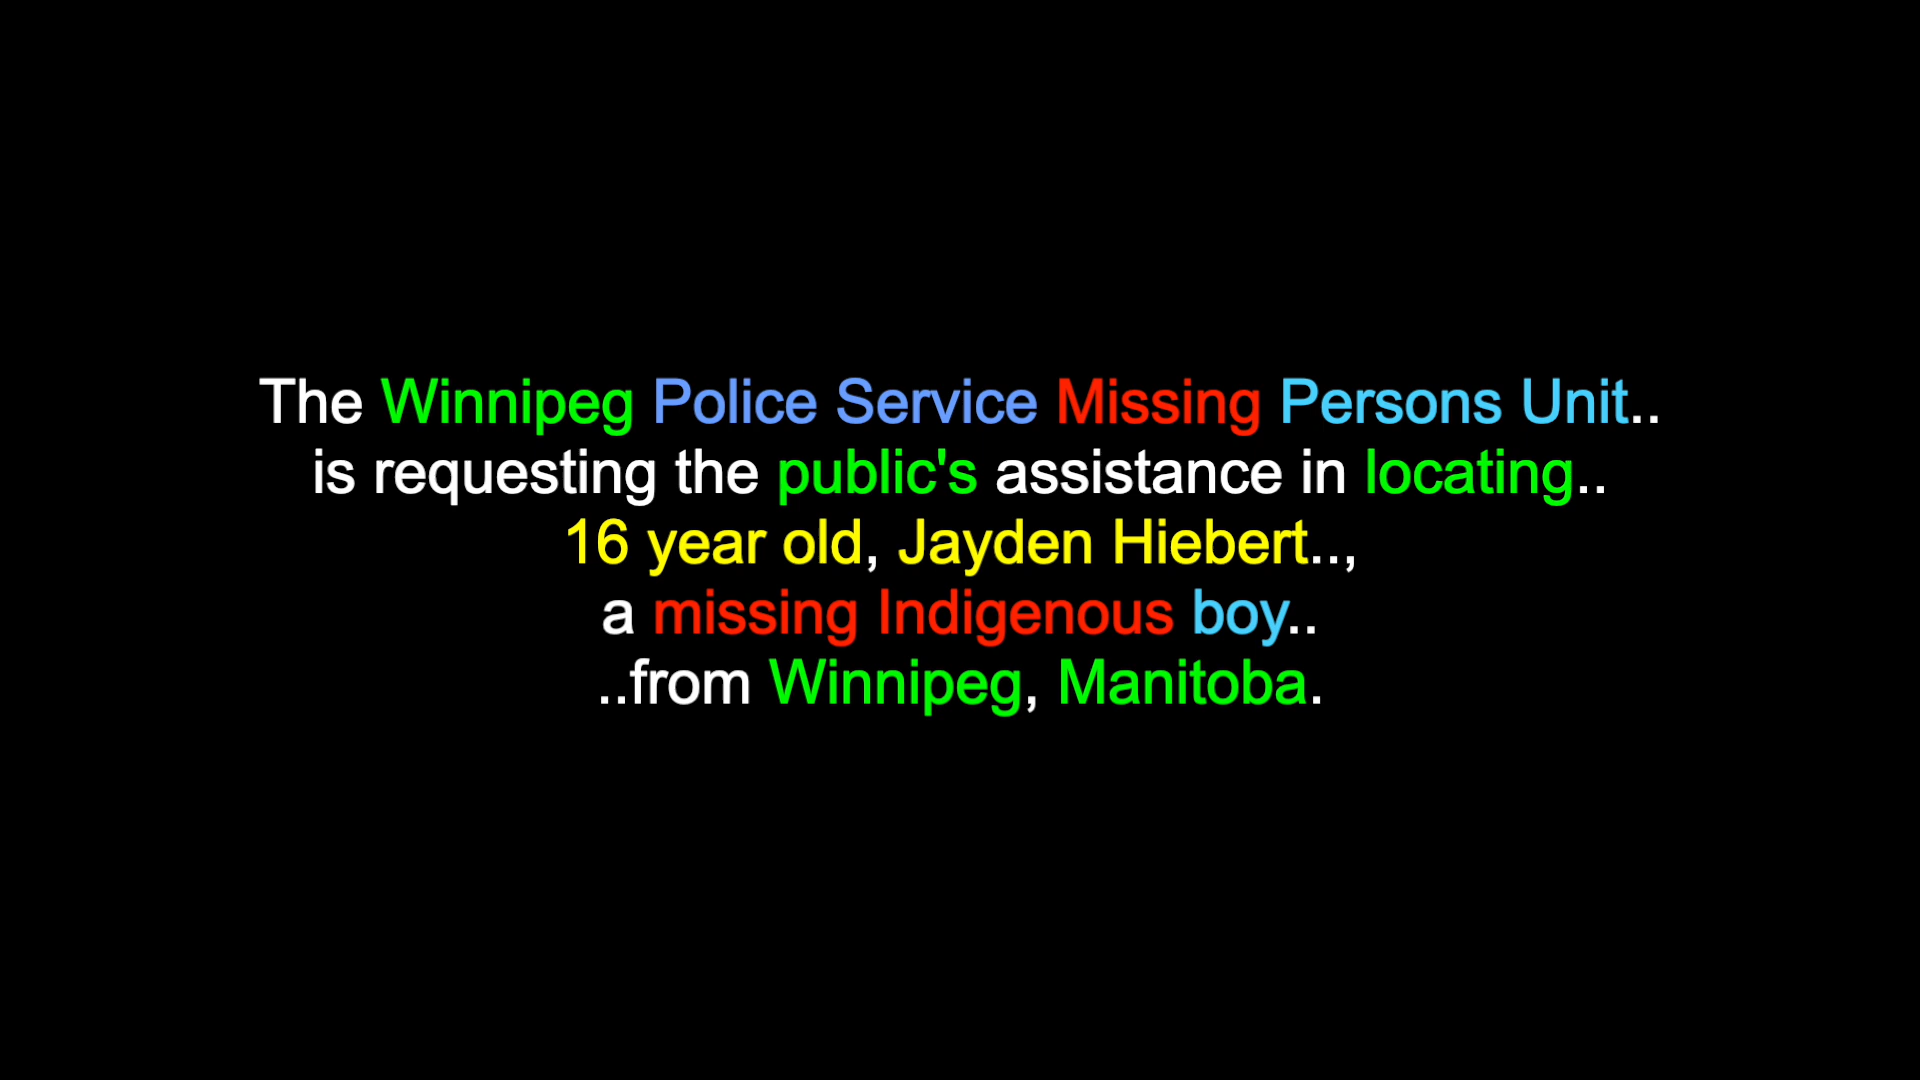 The Winnipeg Police Service Missing Persons Unit..
is requesting the public's assistance in locating..
16 year old, Jayden Hiebert..,
a missing Indigenous boy..
..from Winnipeg, Manitoba.